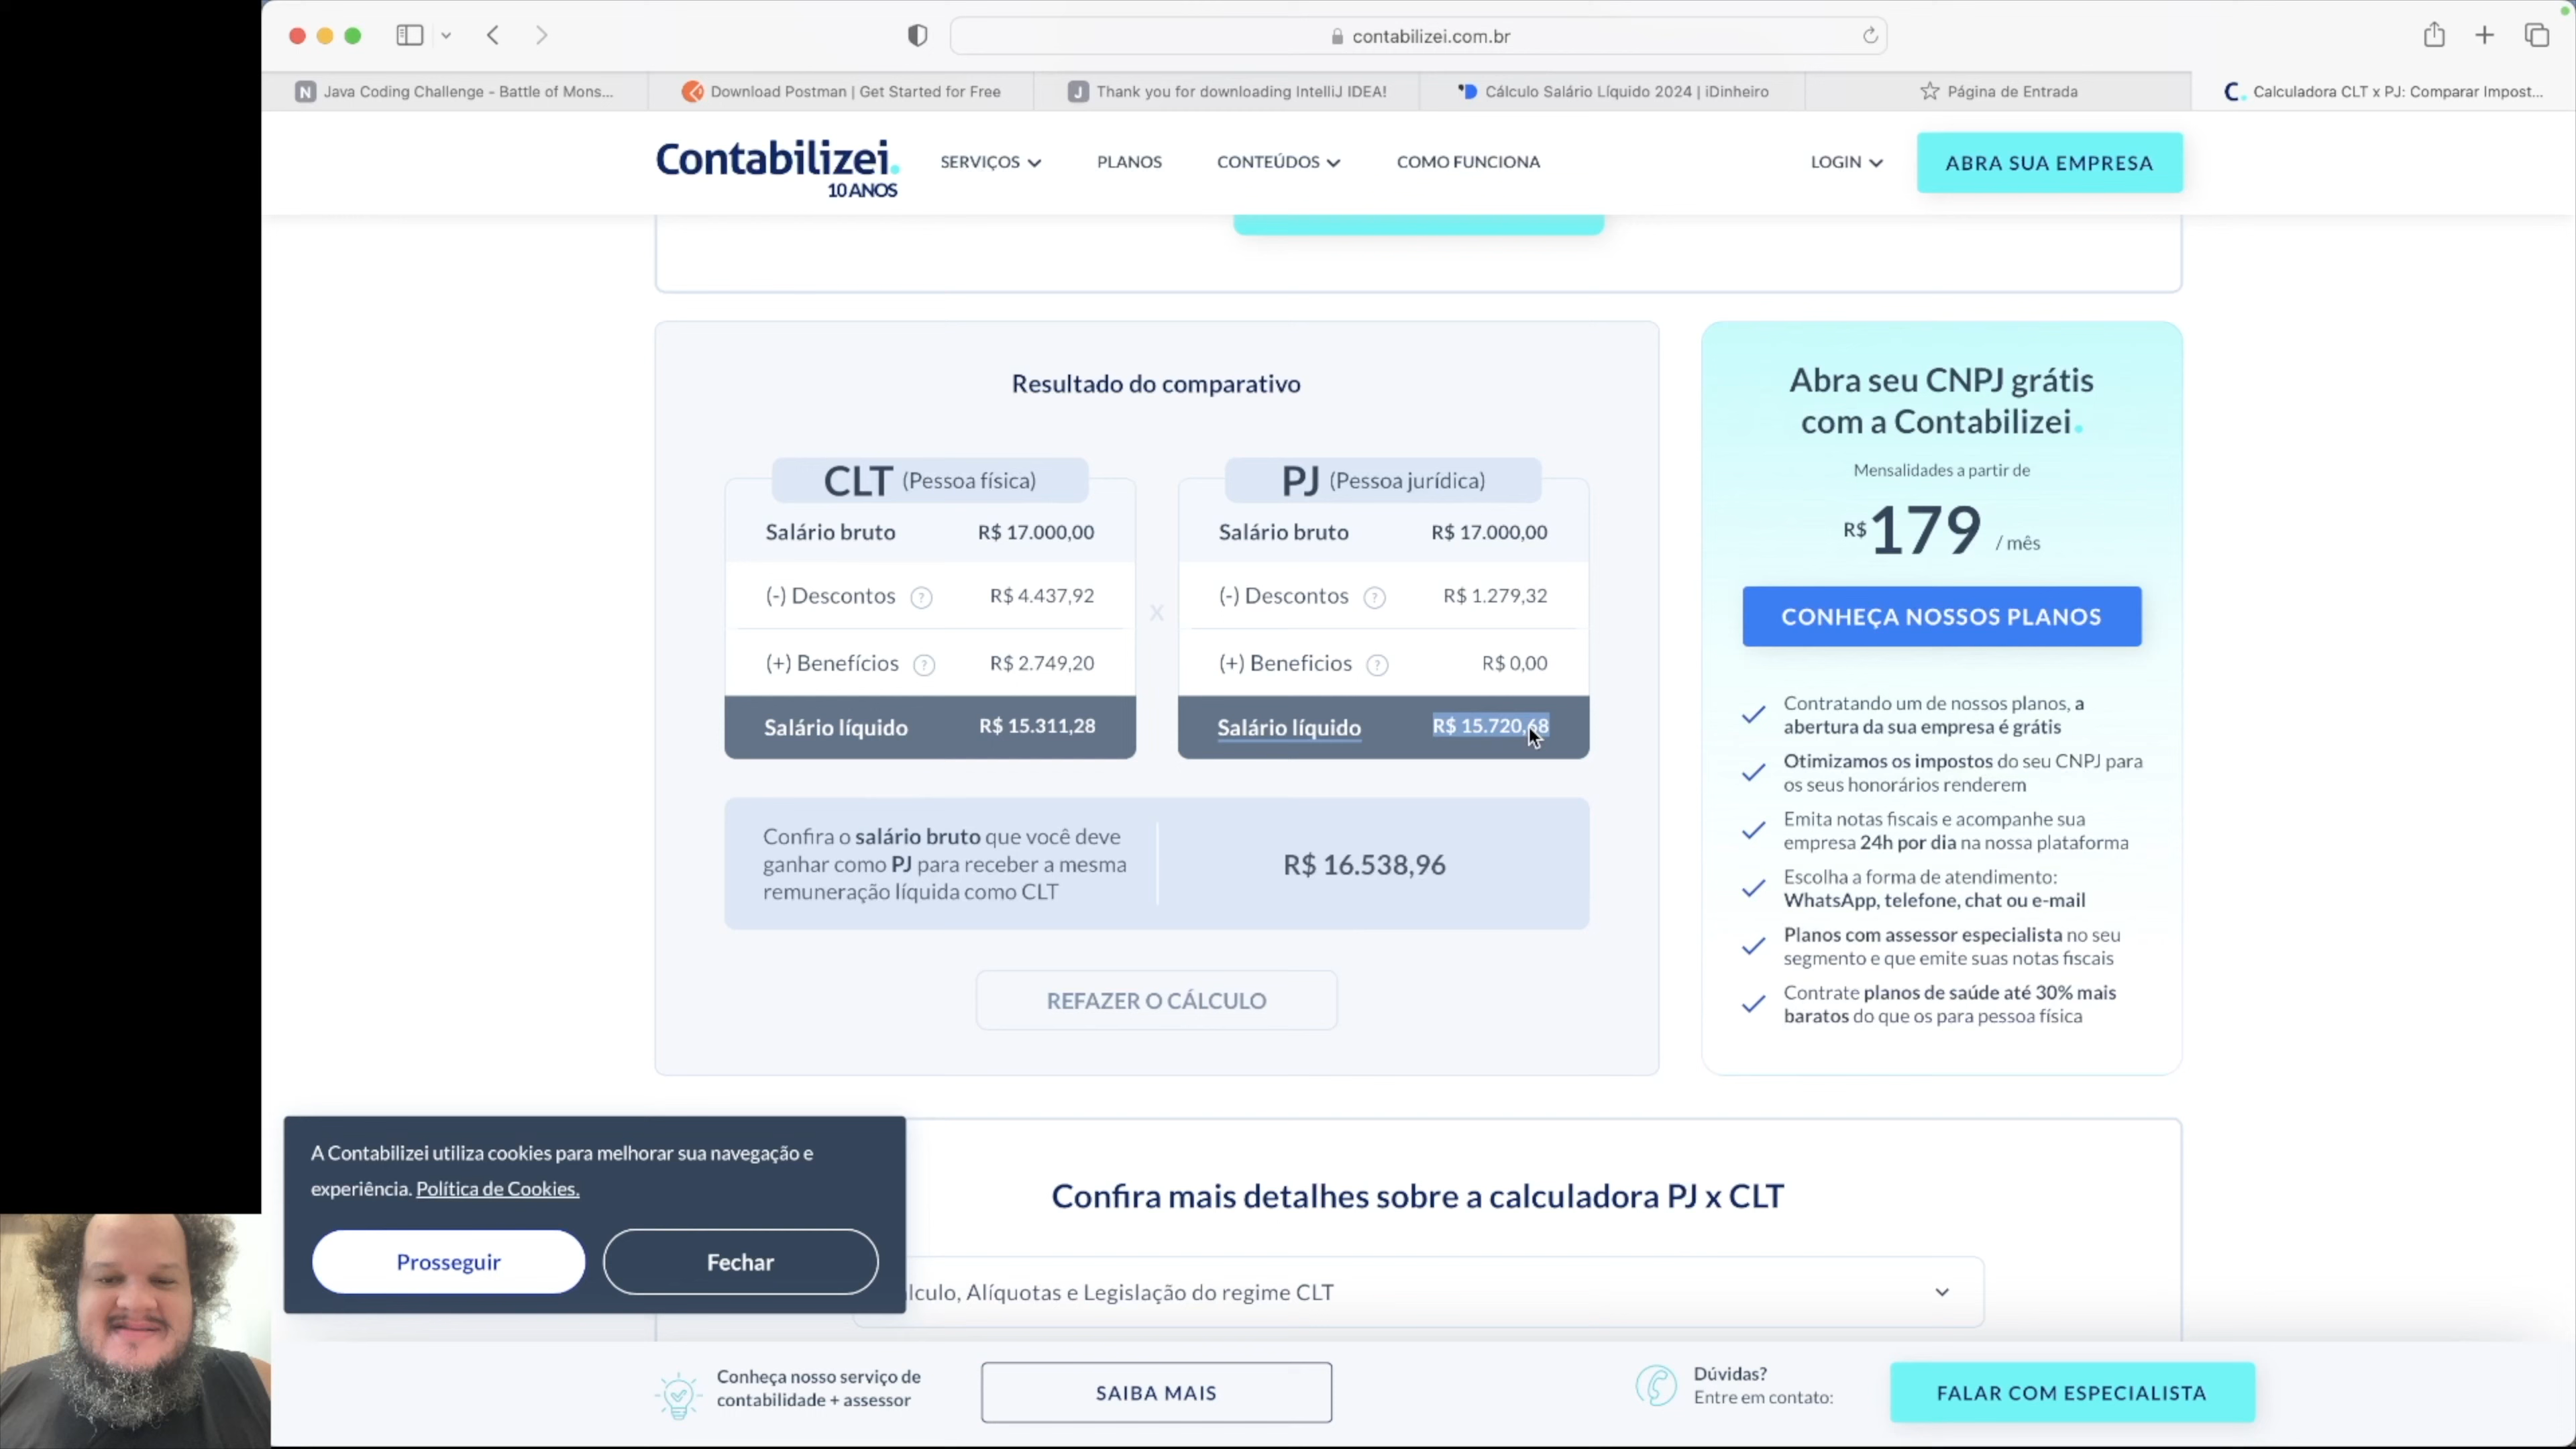 contabilizei.com.br
Java Coding Challenge - Battle of Mons...
Download Postman | Get Started for Free
Thank you for downloading IntelliJ IDEA!
Cálculo Salário Líquido 2024 | iDinheiro
Página de Entrada
Calculadora CLT x PJ: Comparar Impost...
Contabilizei.
10 ANOS
SERVIÇOS
PLANOS
CONTEÚDOS
COMO FUNCIONA
LOGIN
ABRA SUA EMPRESA
Resultado do comparativo
CLT (Pessoa física)
Salário bruto R$ 17.000,00
(-) Descontos ? R$ 4.437,92
(+) Benefícios ? R$ 2.749,20
Salário líquido R$ 15.311,28
x
PJ (Pessoa jurídica)
Salário bruto R$ 17.000,00
(-) Descontos ? R$ 1.279,32
(+) Beneficios ? R$ 0,00
Salário líquido R$ 15.720,68
Confira o salário bruto que você deve
ganhar como PJ para receber a mesma
remuneração líquida como CLT
R$ 16.538,96
REFAZER O CÁLCULO
Abra seu CNPJ grátis
com a Contabilizei.
Mensalidades a partir de
R$ 179 / mês
CONHEÇA NOSSOS PLANOS
Contratando um de nossos planos, a
abertura da sua empresa é grátis
Otimizamos os impostos do seu CNPJ para
os seus honorários renderem
Emita notas fiscais e acompanhe sua
empresa 24h por dia na nossa plataforma
Escolha a forma de atendimento:
WhatsApp, telefone, chat ou e-mail
Planos com assessor especialista no seu
segmento e que emite suas notas fiscais
Contrate planos de saúde até 30% mais
baratos do que os para pessoa física
A Contabilizei utiliza cookies para melhorar sua navegação e
experiência. Política de Cookies.
Prosseguir
Fechar
Confira mais detalhes sobre a calculadora PJ x CLT
lculo, Alíquotas e Legislação do regime CLT
Conheça nosso serviço de
contabilidade + assessor
SAIBA MAIS
Dúvidas?
Entre em contato:
FALAR COM ESPECIALISTA